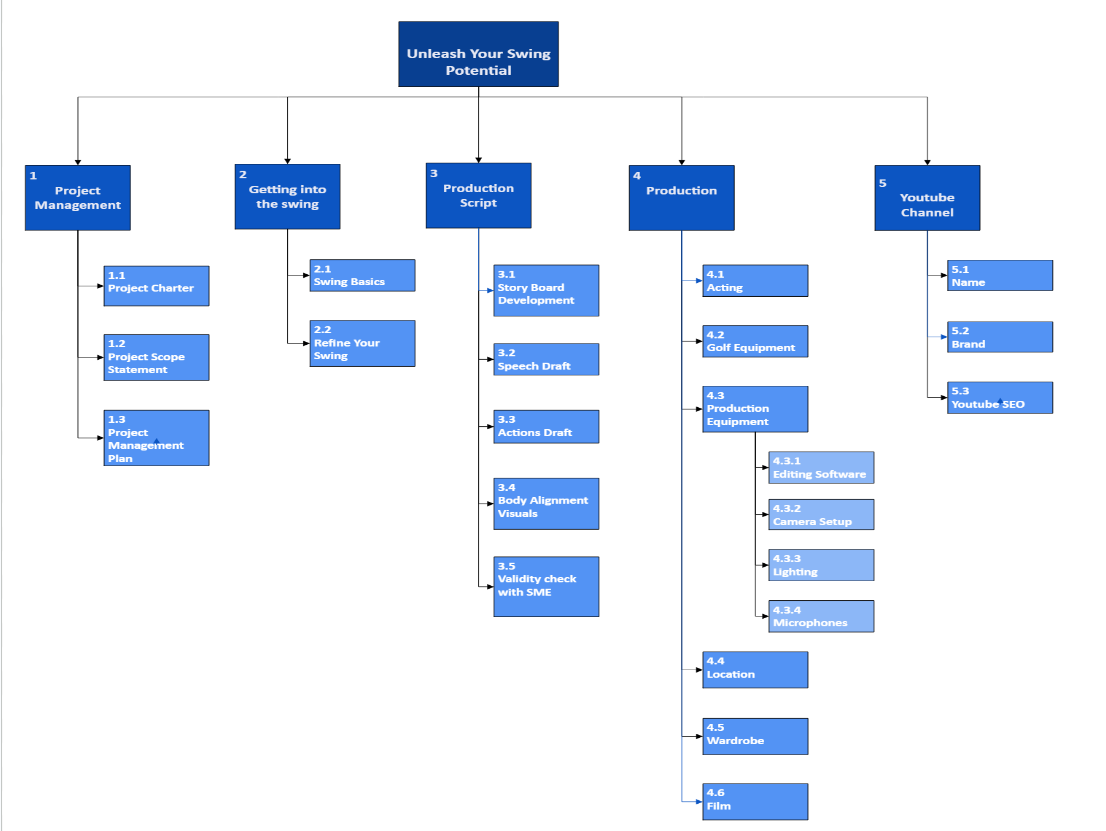 Unleash Your Swing
Potential
1
Project
Management
1.1
Project Charter
1.2
Project Scope
Statement
1.3
Project
Management
Plan
2
Getting into
the swing
2.1
Swing Basics
2.2
Refine Your
Swing
3
Production
Script
3.1
Story Board
Development
3.2
Speech Draft
3.3
Actions Draft
3.4
Body Alignment
Visuals
3.5
Validity check
with SME
4
Production
4.1
Acting
4.2
Golf Equipment
4.3
Production
Equipment
4.3.1
Editing Software
4.3.2
Camera Setup
4.3.3
Lighting
4.3.4
Microphones
4.4
Location
4.5
Wardrobe
4.6
Film
5
Youtube
Channel
5.1
Name
5.2
Brand
5.3
Youtube SEO